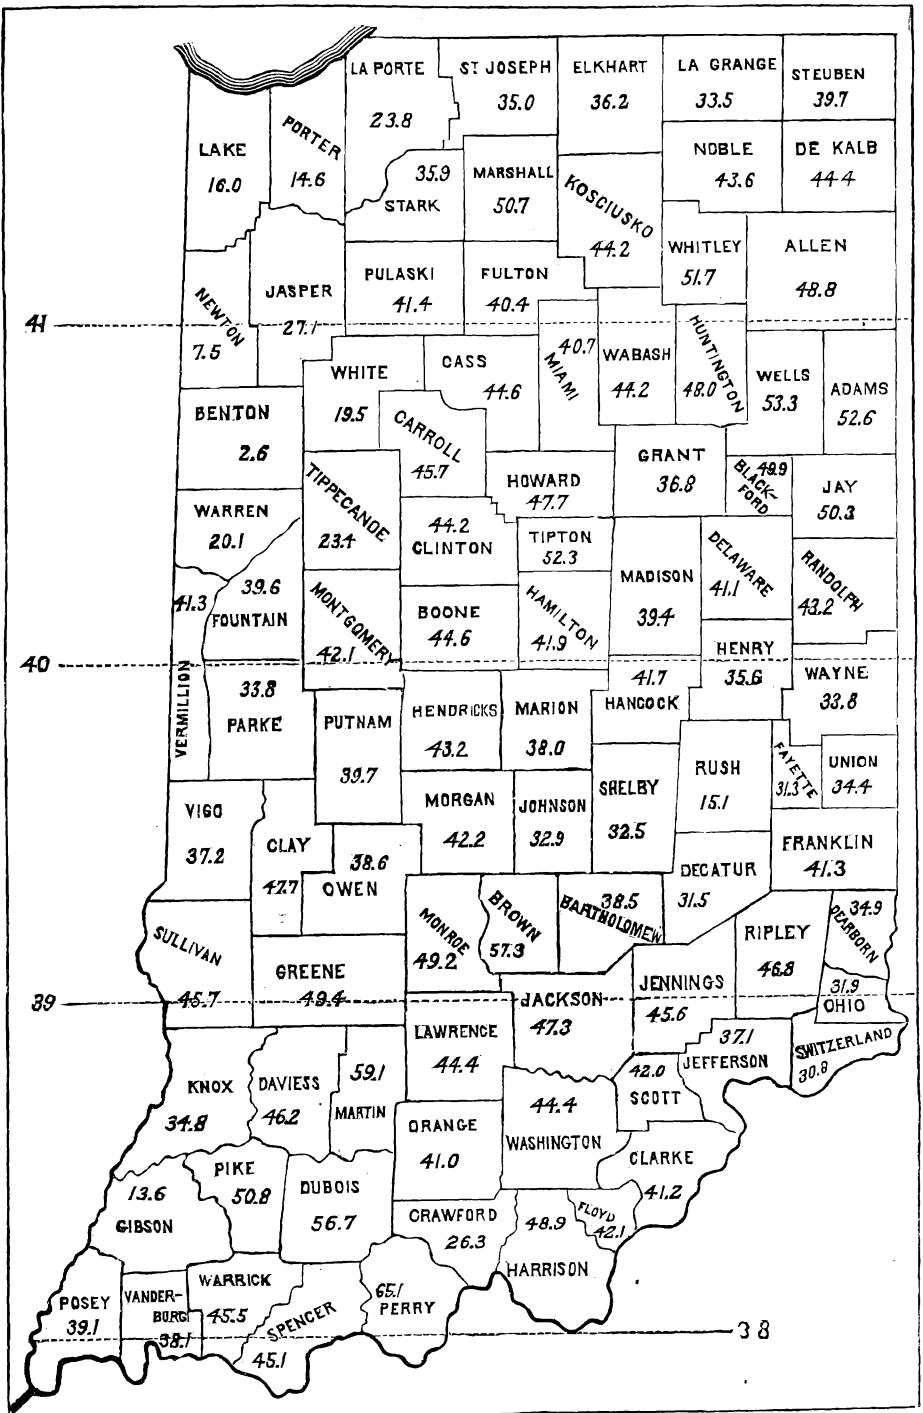 LA PORTE
23.8
ST JOSEPH
35.0
ELKHART
36.2
LA GRANGE
33.5
STEUBEN
39.7
LAKE
16.0
PORTER
14.6
35.9
STARK
MARSHALL
50.7
KOSCIUSKO
44.2
NOBLE
43.6
DE KALB
44.4
WHITLEY
51.7
ALLEN
48.8
NEWTON
7.5
JASPER
27.1
PULASKI
41.4
FULTON
40.4
41
WHITE
19.5
CASS
44.6
40.7
MIAMI
WABASH
44.2
HUNTINGTON
48.0
WELLS
53.3
ADAMS
52.6
BENTON
2.6
CARROLL
45.7
TIPPECANOE
23.4
HOWARD
47.7
GRANT
36.8
49.9
BLACK-
FORD
JAY
50.3
WARREN
20.1
44.2
CLINTON
TIPTON
52.3
MADISON
39.4
DELAWARE
41.1
RANDOLPH
43.2
41.3
VERMILLION
39.6
FOUNTAIN
MONTGOMERY
42.1
BOONE
44.6
HAMILTON
41.9
HENRY
35.6
40
33.8
PARKE
PUTNAM
39.7
HENDRICKS
43.2
MARION
38.0
41.7
HANCOCK
WAYNE
33.8
RUSH
15.1
FAYETTE
31.3
UNION
34.4
VIGO
37.2
CLAY
47.7
38.6
OWEN
MORGAN
42.2
JOHNSON
32.9
SHELBY
32.5
DECATUR
31.5
FRANKLIN
41.3
SULLIVAN
45.7
GREENE
49.4
MONROE
49.2
BROWN
57.3
38.5
BARTHOLOMEW
RIPLEY
46.8
34.9
DEARBORN
39
LAWRENCE
44.4
JACKSON
47.3
JENNINGS
45.6
31.9
OHIO
37.1
JEFFERSON
SWITZERLAND
30.8
KNOX
34.8
DAVIESS
46.2
59.1
MARTIN
ORANGE
41.0
44.4
WASHINGTON
42.0
SCOTT
CLARKE
41.2
13.6
GIBSON
PIKE
50.8
DUBOIS
56.7
CRAWFORD
26.3
48.9
HARRISON
FLOYD
42.1
POSEY
39.1
VANDER-
BURG
38.1
WARRICK
45.5
SPENCER
45.1
65.1
PERRY
38